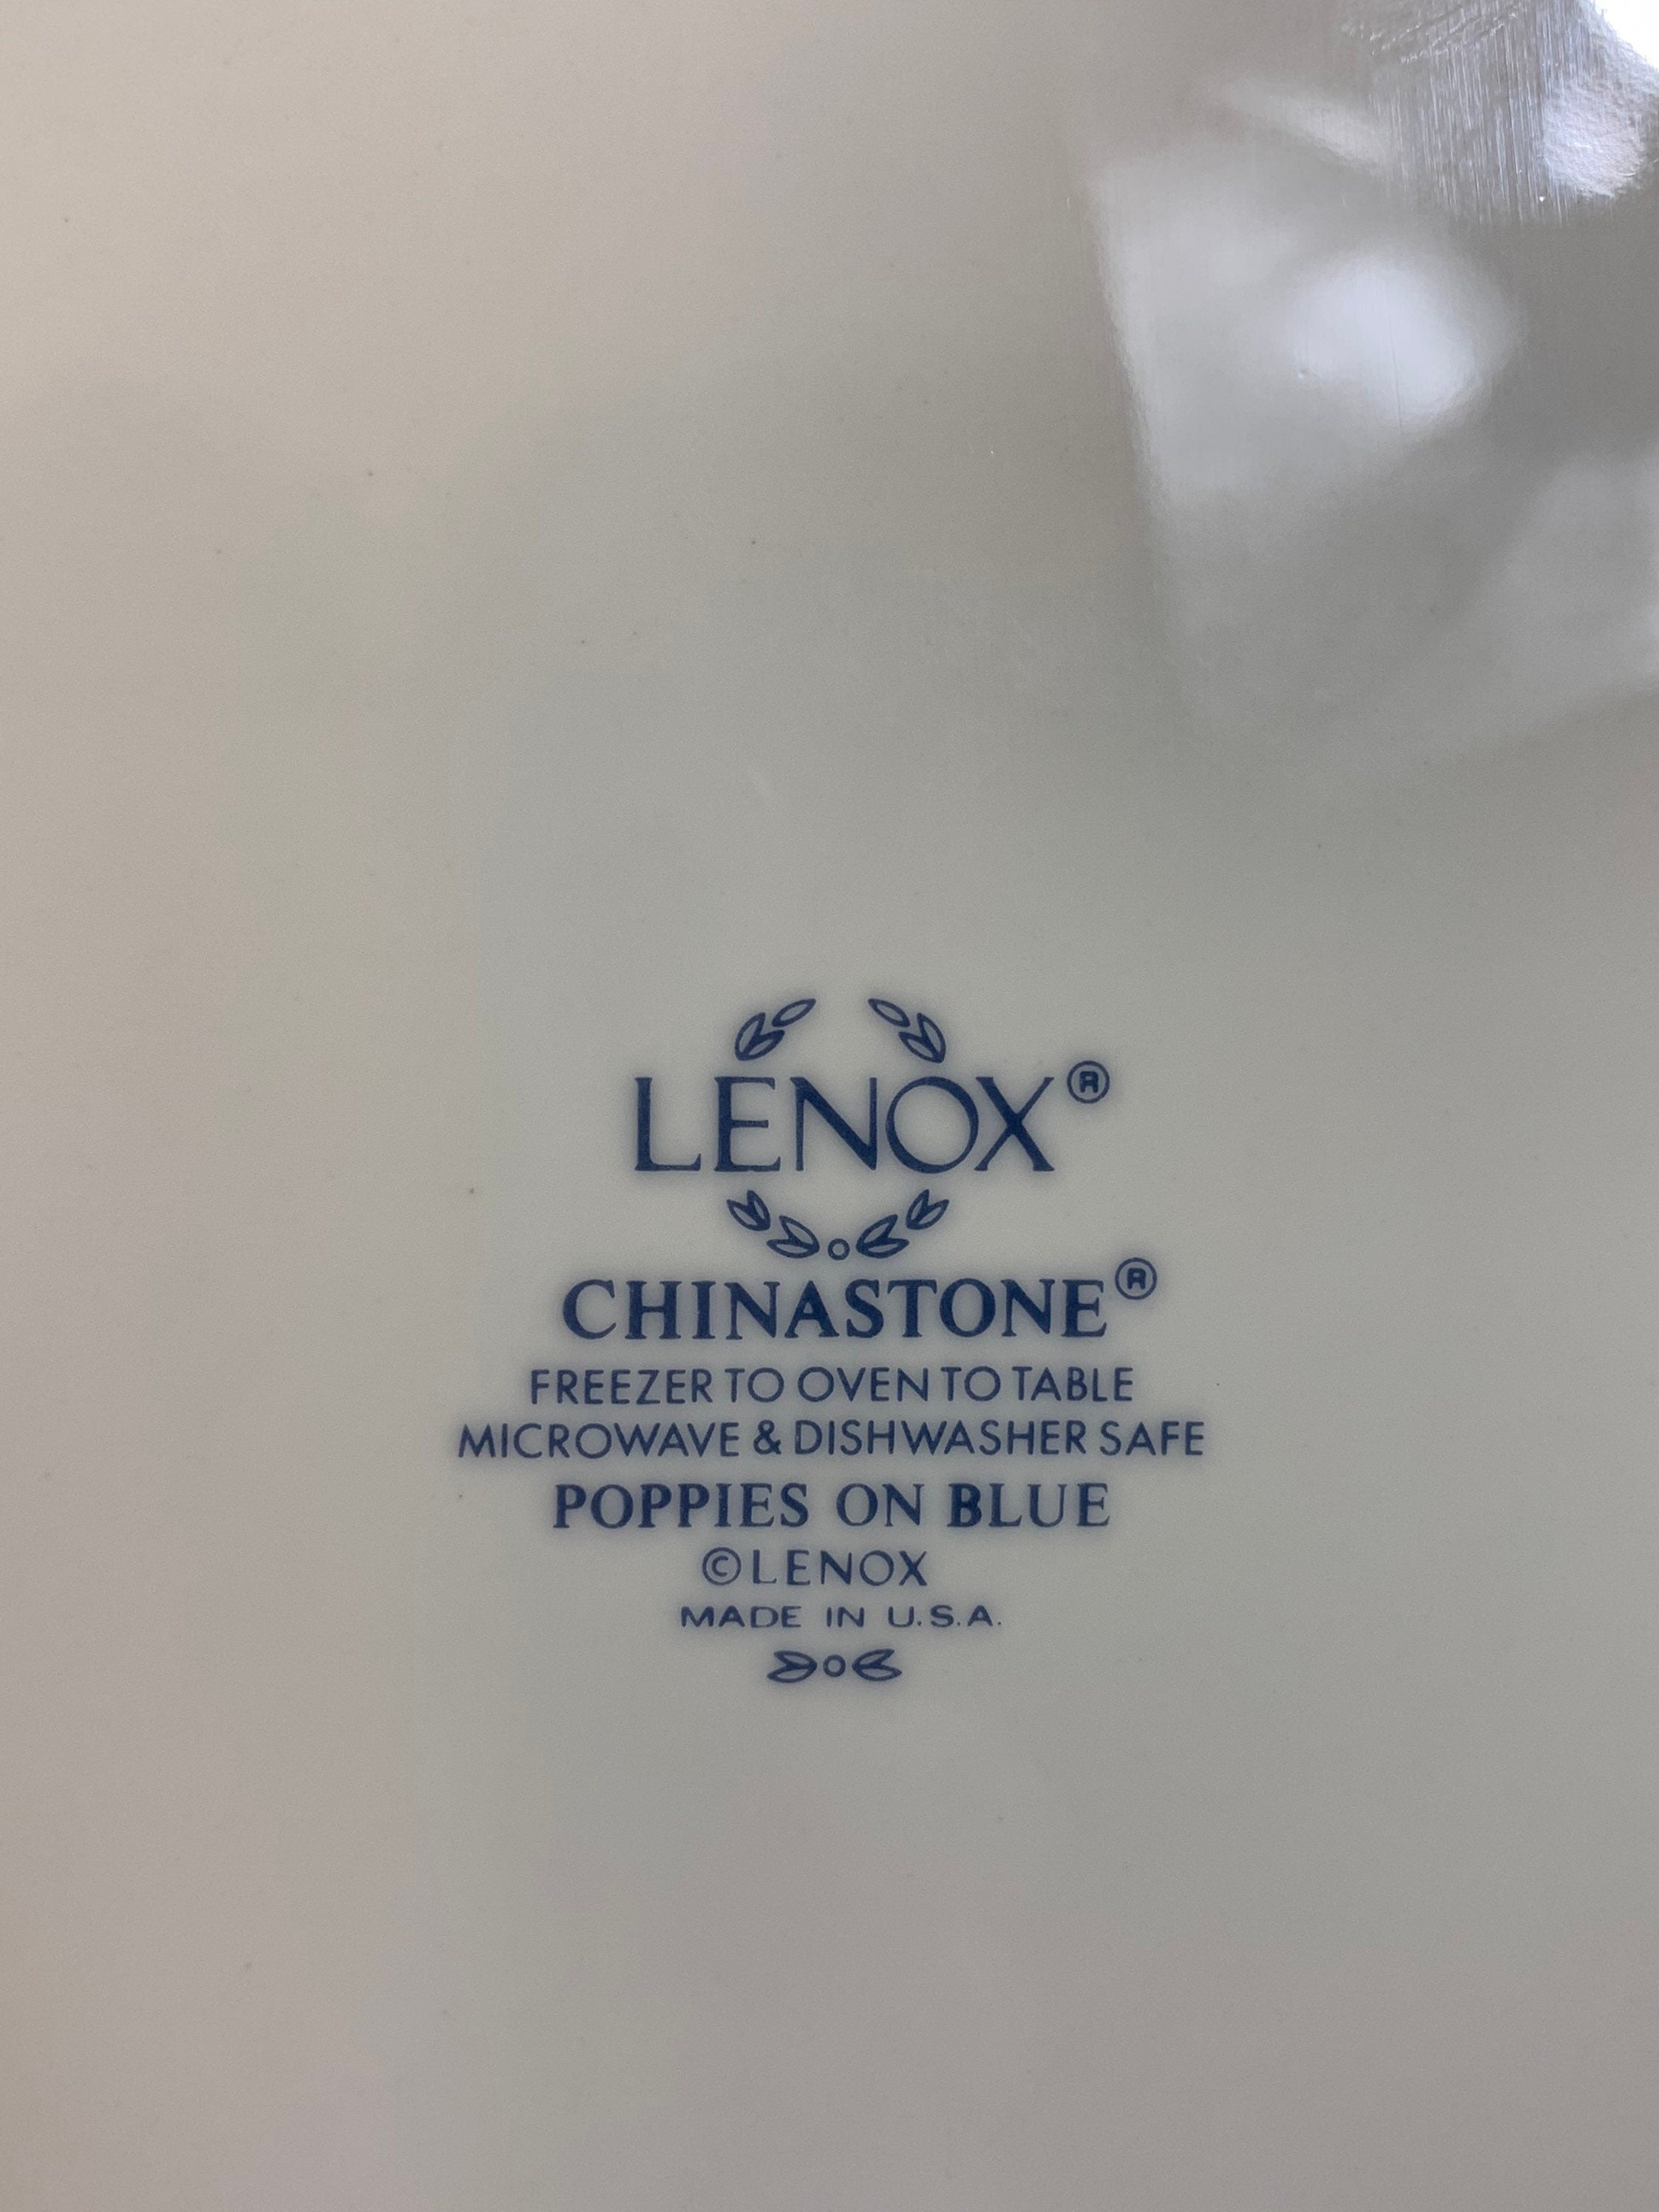 LENOX®
CHINASTONE®
FREEZER TO OVEN TO TABLE
MICROWAVE & DISHWASHER SAFE
POPPIES ON BLUE
©LENOX
MADE IN U.S.A.